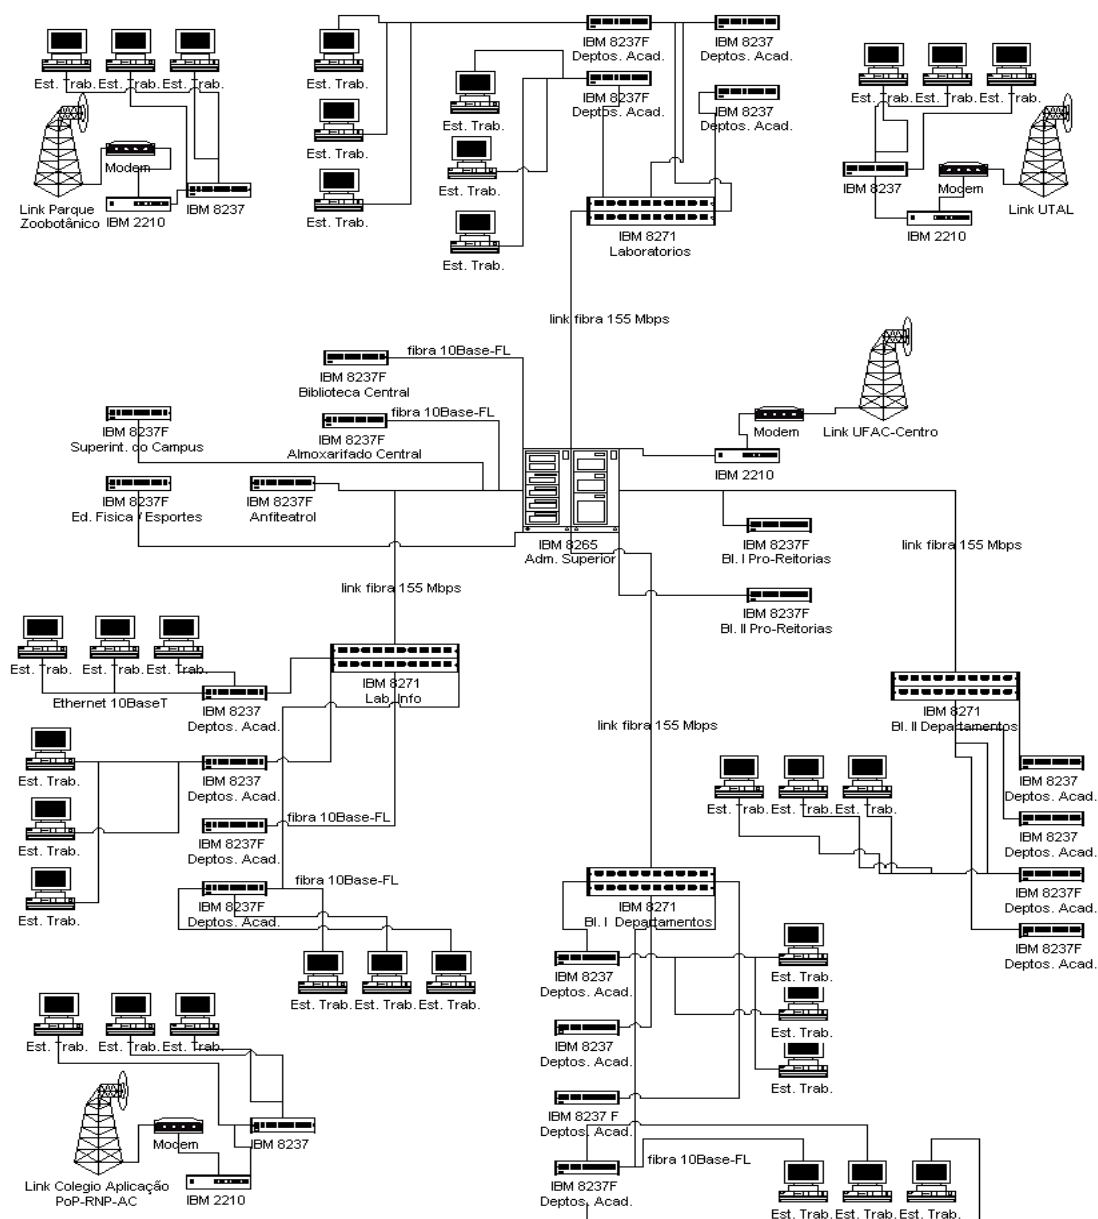 Est. Trab. Est. Trab. Est. Trab.
Modem
Link Parque
Zoobotânico
IBM 2210
IBM 8237
Est. Trab.
Est. Trab.
Est. Trab.
Est. Trab.
Est. Trab.
Est. Trab.
IBM 8237F
Deptos. Acad.
IBM 8237
Deptos. Acad.
IBM 8237F
Deptos. Acad.
IBM 8237
Deptos. Acad.
IBM 8271
Laboratorios
Est. Trab. Est. Trab. Est. Trab.
IBM 8237
Modem
IBM 2210
Link UTAL
link fibra 155 Mbps
fibra 10Base-FL
IBM 8237F
Biblioteca Central
fibra 10Base-FL
IBM 8237F
Almoxarifado Central
IBM 8237F
Superint. do Campus
IBM 8237F
Ed. Fisica / Esportes
IBM 8237F
Anfiteatrol
Modem
Link UFAC-Centro
IBM 2210
IBM 8265
Adm. Superior
IBM 8237F
Bl. I Pro-Reitorias
IBM 8237F
Bl. II Pro-Reitorias
link fibra 155 Mbps
link fibra 155 Mbps
Est. Trab. Est. Trab. Est. Trab.
Ethernet 10BaseT
IBM 8237
Deptos. Acad.
IBM 8271
Lab. Info
Est. Trab.
Est. Trab.
Est. Trab.
IBM 8237
Deptos. Acad.
fibra 10Base-FL
IBM 8237F
Deptos. Acad.
fibra 10Base-FL
IBM 8237F
Deptos. Acad.
Est. Trab. Est. Trab. Est. Trab.
link fibra 155 Mbps
IBM 8271
Bl. II Departamentos
Est. Trab. Est. Trab. Est. Trab.
IBM 8237
Deptos. Acad.
IBM 8237
Deptos. Acad.
IBM 8237F
Deptos. Acad.
IBM 8237F
Deptos. Acad.
IBM 8271
Bl. I Departamentos
IBM 8237
Deptos. Acad.
IBM 8237
Deptos. Acad.
IBM 8237 F
Deptos. Acad.
IBM 8237F
Deptos. Acad.
Est. Trab.
Est. Trab.
Est. Trab.
fibra 10Base-FL
Est. Trab. Est. Trab. Est. Trab.
Est. Trab. Est. Trab. Est. Trab.
Modem
IBM 8237
Link Colegio Aplicação
PoP-RNP-AC
IBM 2210